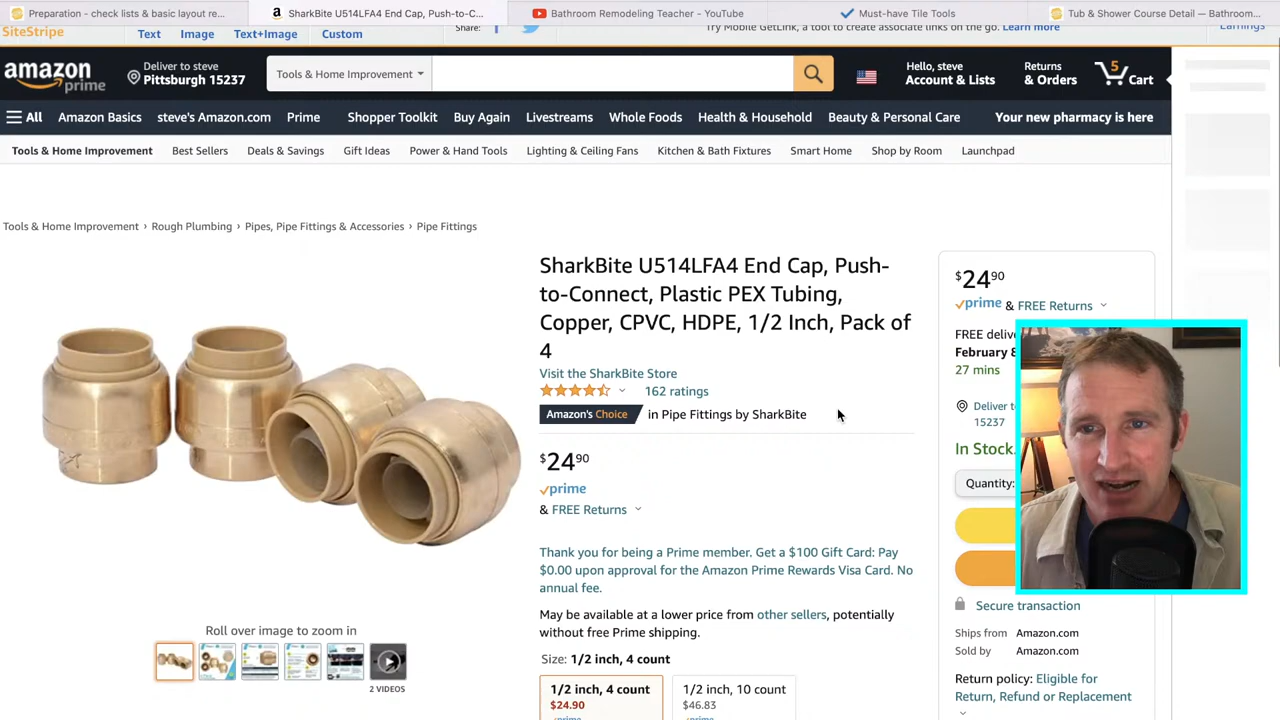 Preparation - check lists & basic layout re...
SharkBite U514LFA4 End Cap, Push-to-C...
Bathroom Remodeling Teacher - YouTube
Must-have Tile Tools
Tub & Shower Course Detail — Bathroom...
SiteStripe
Text
Image
Text+Image
Custom
Share:
Try Mobile GetLink, a tool to create associate links on the go. Learn more
Earnings
amazon
prime
Deliver to steve
Pittsburgh 15237
Tools & Home Improvement
Hello, steve
Account & Lists
Returns
& Orders
5
Cart
All
Amazon Basics
steve's Amazon.com
Prime
Shopper Toolkit
Buy Again
Livestreams
Whole Foods
Health & Household
Beauty & Personal Care
Your new pharmacy is here
Tools & Home Improvement
Best Sellers
Deals & Savings
Gift Ideas
Power & Hand Tools
Lighting & Ceiling Fans
Kitchen & Bath Fixtures
Smart Home
Shop by Room
Launchpad
Tools & Home Improvement › Rough Plumbing › Pipes, Pipe Fittings & Accessories › Pipe Fittings
SharkBite U514LFA4 End Cap, Push-
to-Connect, Plastic PEX Tubing,
Copper, CPVC, HDPE, 1/2 Inch, Pack of
4
Visit the SharkBite Store
162 ratings
Amazon's Choice in Pipe Fittings by SharkBite
$24 90
prime
& FREE Returns
Thank you for being a Prime member. Get a $100 Gift Card: Pay
$0.00 upon approval for the Amazon Prime Rewards Visa Card. No
annual fee.
May be available at a lower price from other sellers, potentially
without free Prime shipping.
Size: 1/2 inch, 4 count
1/2 inch, 4 count
$24.90
prime
1/2 inch, 10 count
$46.83
prime
Roll over image to zoom in
2 VIDEOS
$24 90
prime & FREE Returns
FREE
February 8
27 mins
Deliver
15237
In Stock.
Quantity:
Secure transaction
Ships from Amazon.com
Sold by Amazon.com
Return policy: Eligible for
Return, Refund or Replacement